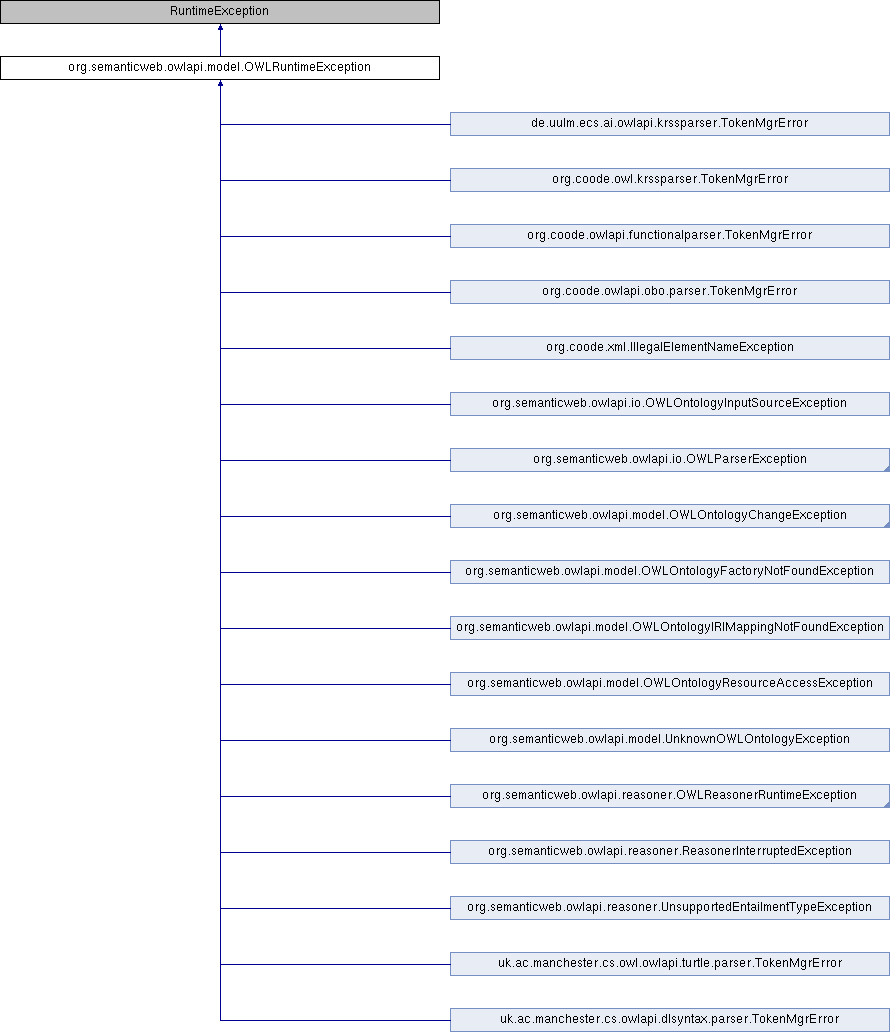 RuntimeException
org.semanticweb.owlapi.model.OWLRuntimeException
de.uulm.ecs.ai.owlapi.krssparser.TokenMgrError
org.coode.owl.krssparser.TokenMgrError
org.coode.owlapi.functionalparser.TokenMgrError
org.coode.owlapi.obo.parser.TokenMgrError
org.coode.xml.IllegalElementNameException
org.semanticweb.owlapi.io.OWLOntologyInputSourceException
org.semanticweb.owlapi.io.OWLParserException
org.semanticweb.owlapi.model.OWLOntologyChangeException
org.semanticweb.owlapi.model.OWLOntologyFactoryNotFoundException
org.semanticweb.owlapi.model.OWLOntologyIRIMappingNotFoundException
org.semanticweb.owlapi.model.OWLOntologyResourceAccessException
org.semanticweb.owlapi.model.UnknownOWLOntologyException
org.semanticweb.owlapi.reasoner.OWLReasonerRuntimeException
org.semanticweb.owlapi.reasoner.ReasonerInterruptedException
org.semanticweb.owlapi.reasoner.UnsupportedEntailmentTypeException
uk.ac.manchester.cs.owl.owlapi.turtle.parser.TokenMgrError
uk.ac.manchester.cs.owlapi.dlsyntax.parser.TokenMgrError